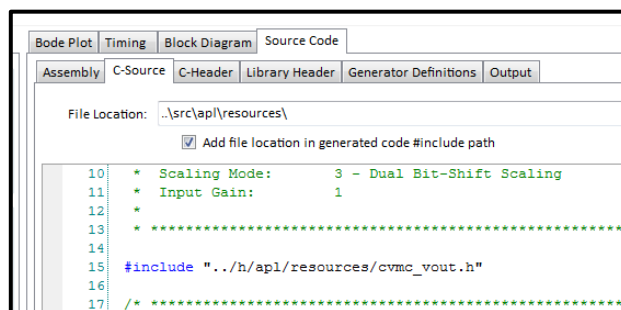 Bode Plot Timing Block Diagram Source Code
Assembly C-Source C-Header Library Header Generator Definitions Output
File Location: ..\src\apl\resources\
Add file location in generated code #include path
10 * Scaling Mode: 3 - Dual Bit-Shift Scaling
11 * Input Gain: 1
12 *
13 * ******************************************************
14
15 #include "../h/apl/resources/cvmc_vout.h"
16
17 /* ******************************************************